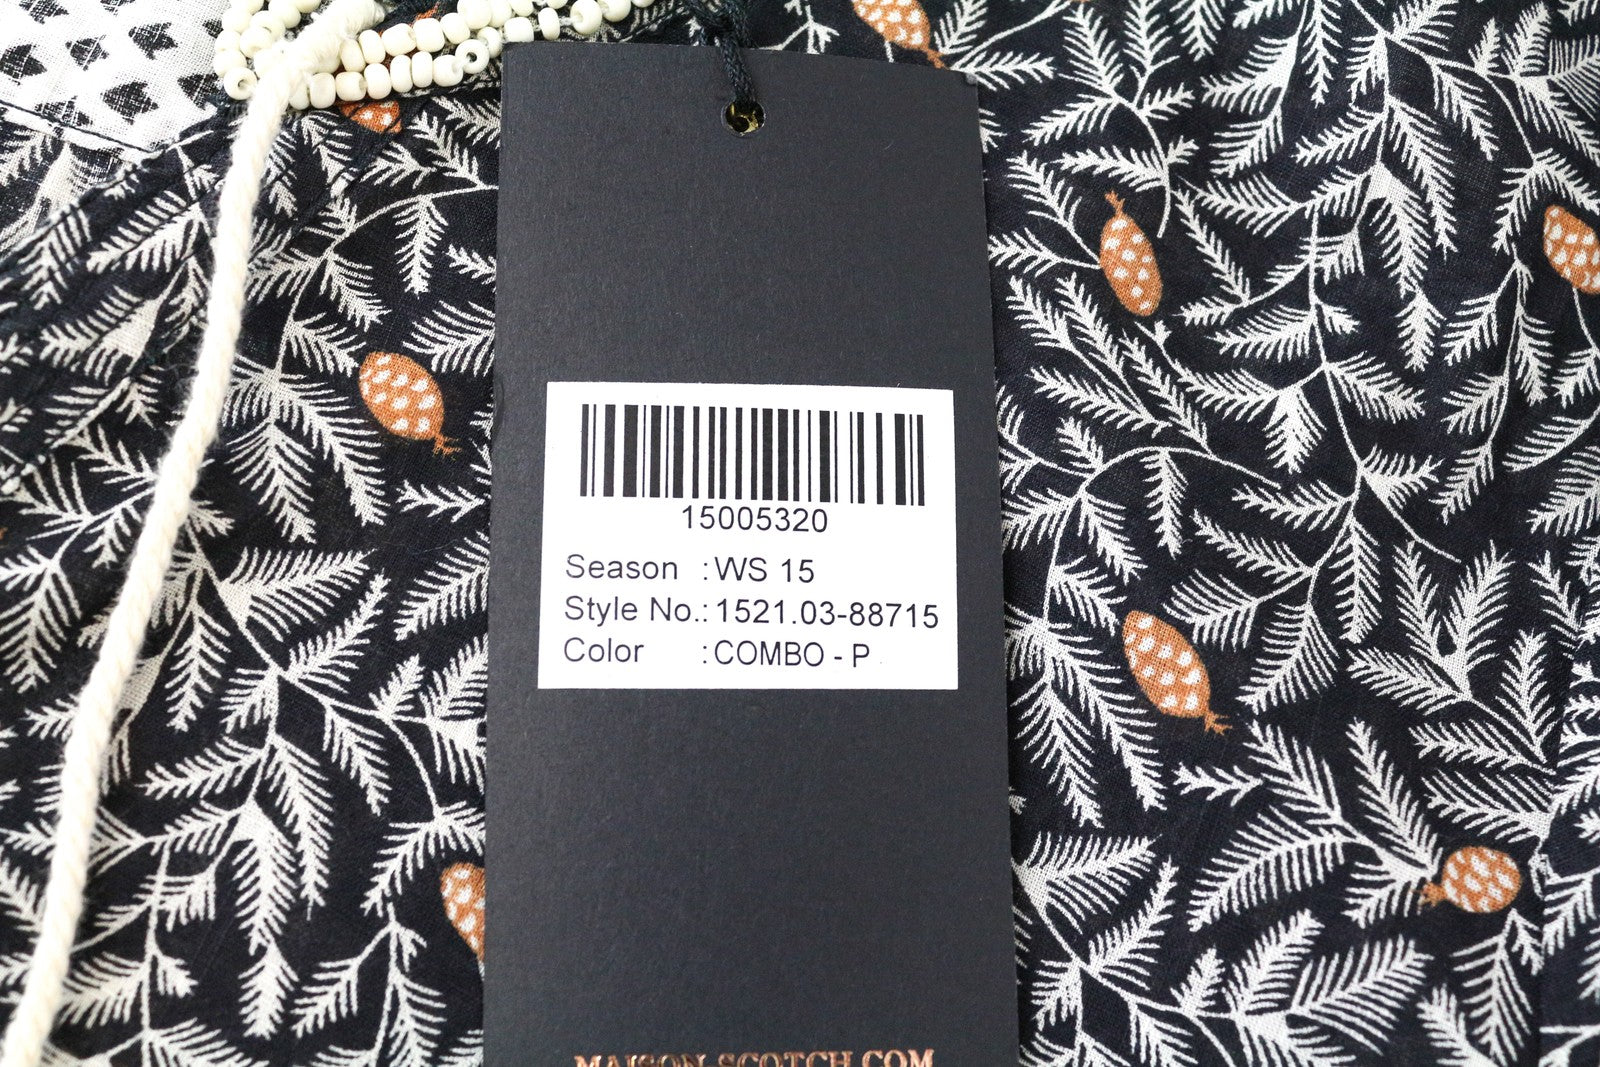 15005320
Season :WS 15
Style No.:1521.03-88715
Color :COMBO - P
MAISON-SCOTCH.COM